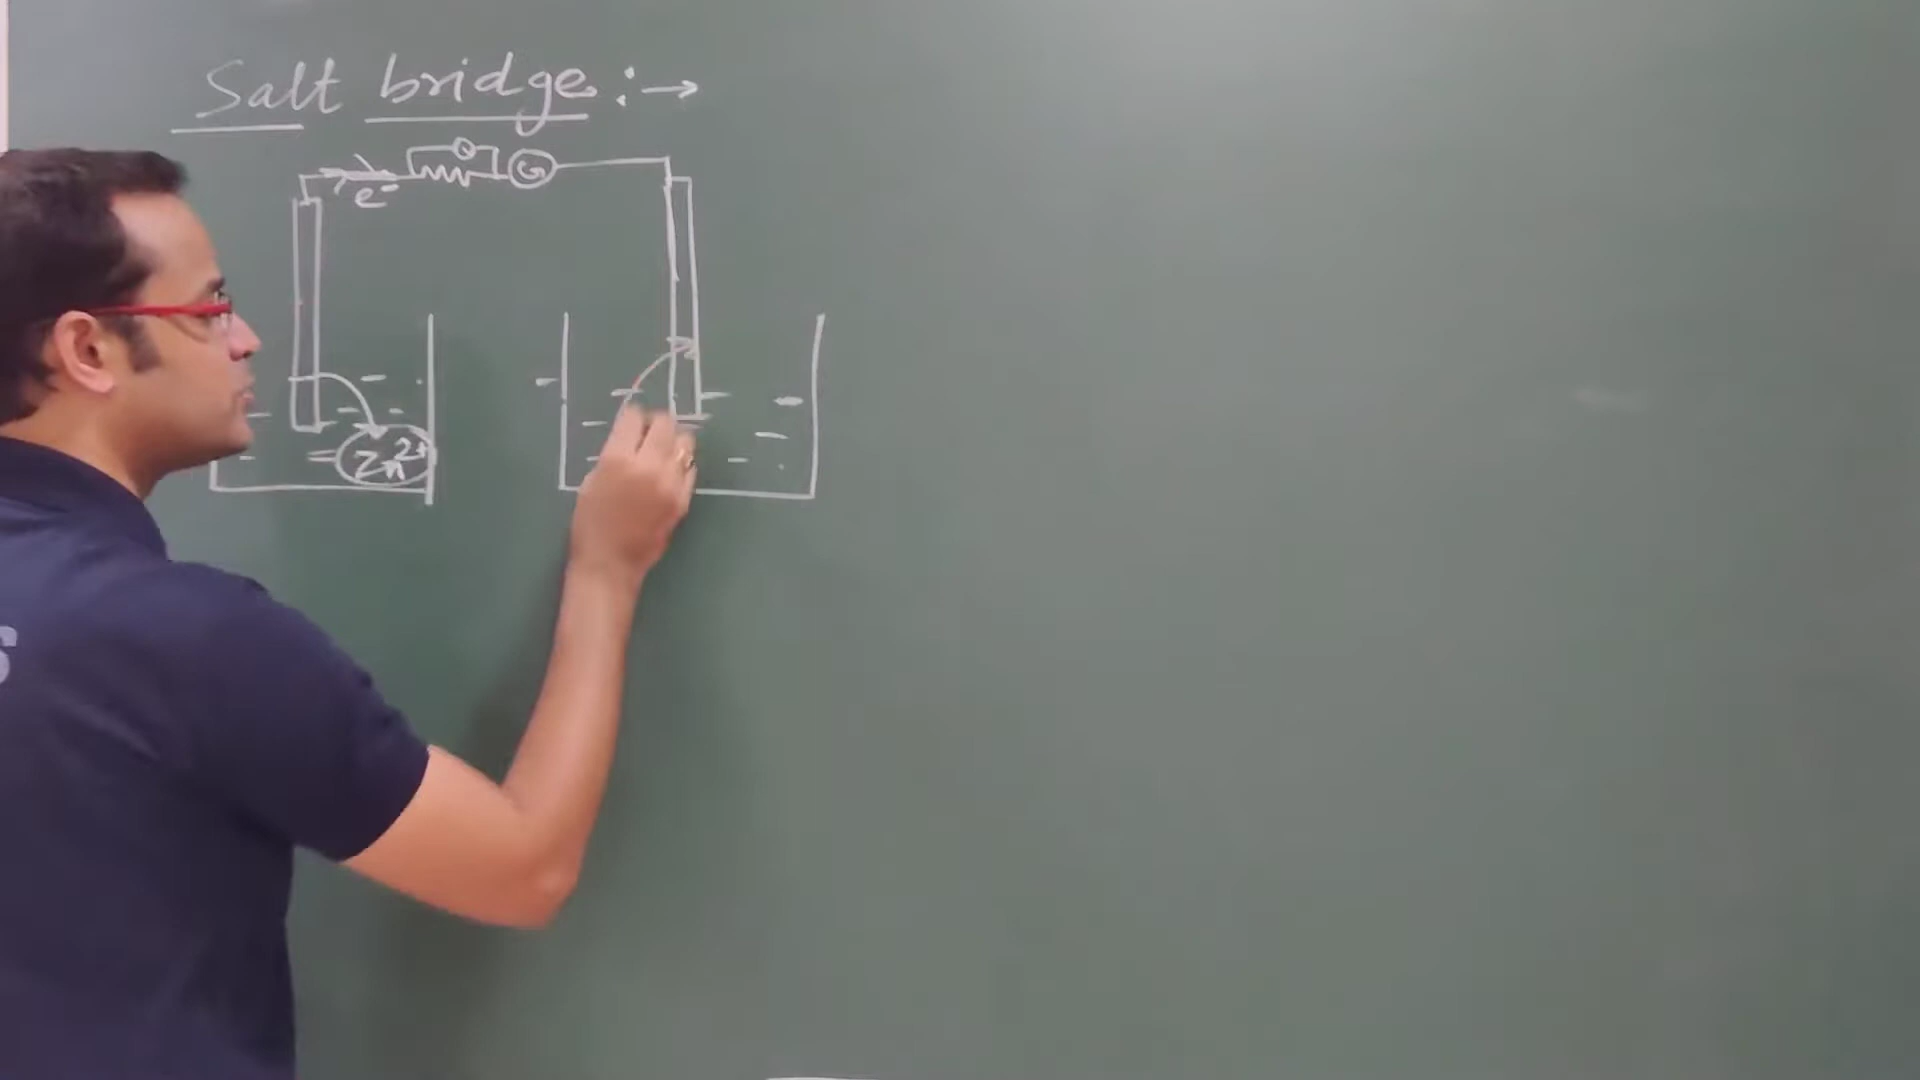 Salt bridge :→
G
e⁻
Zn²⁺
S